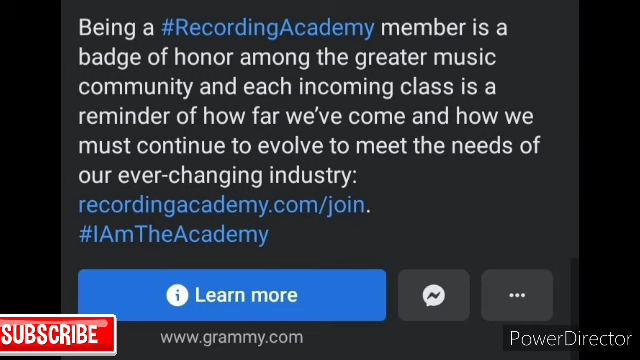 Being a #RecordingAcademy member is a
badge of honor among the greater music
community and each incoming class is a
reminder of how far we’ve come and how we
must continue to evolve to meet the needs of
our ever-changing industry:
recordingacademy.com/join.
#IAmTheAcademy
Learn more
SUBSCRIBE
www.grammy.com
PowerDirector